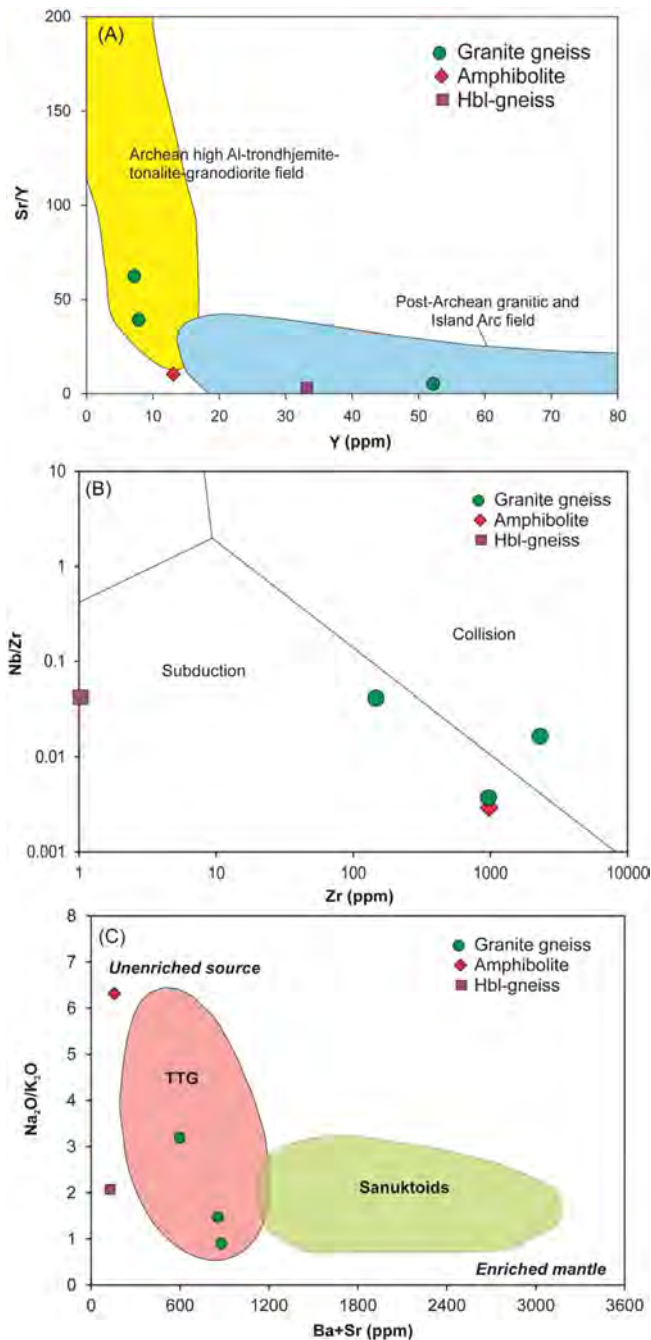 (A)
Granite gneiss
Amphibolite
Hbl-gneiss
Archean high Al-trondhjemite-
tonalite-granodiorite field
Post-Archean granitic and
Island Arc field
Sr/Y
200
150
100
50
0
0 10 20 30 40 50 60 70 80
Y (ppm)
(B)
Granite gneiss
Amphibolite
Hbl-gneiss
Collision
Subduction
Nb/Zr
10
1
0.1
0.01
0.001
1 10 100 1000 10000
Zr (ppm)
(C)
Granite gneiss
Amphibolite
Hbl-gneiss
Unenriched source
TTG
Sanuktoids
Enriched mantle
Na₂O/K₂O
8
7
6
5
4
3
2
1
0
0 600 1200 1800 2400 3000 3600
Ba+Sr (ppm)